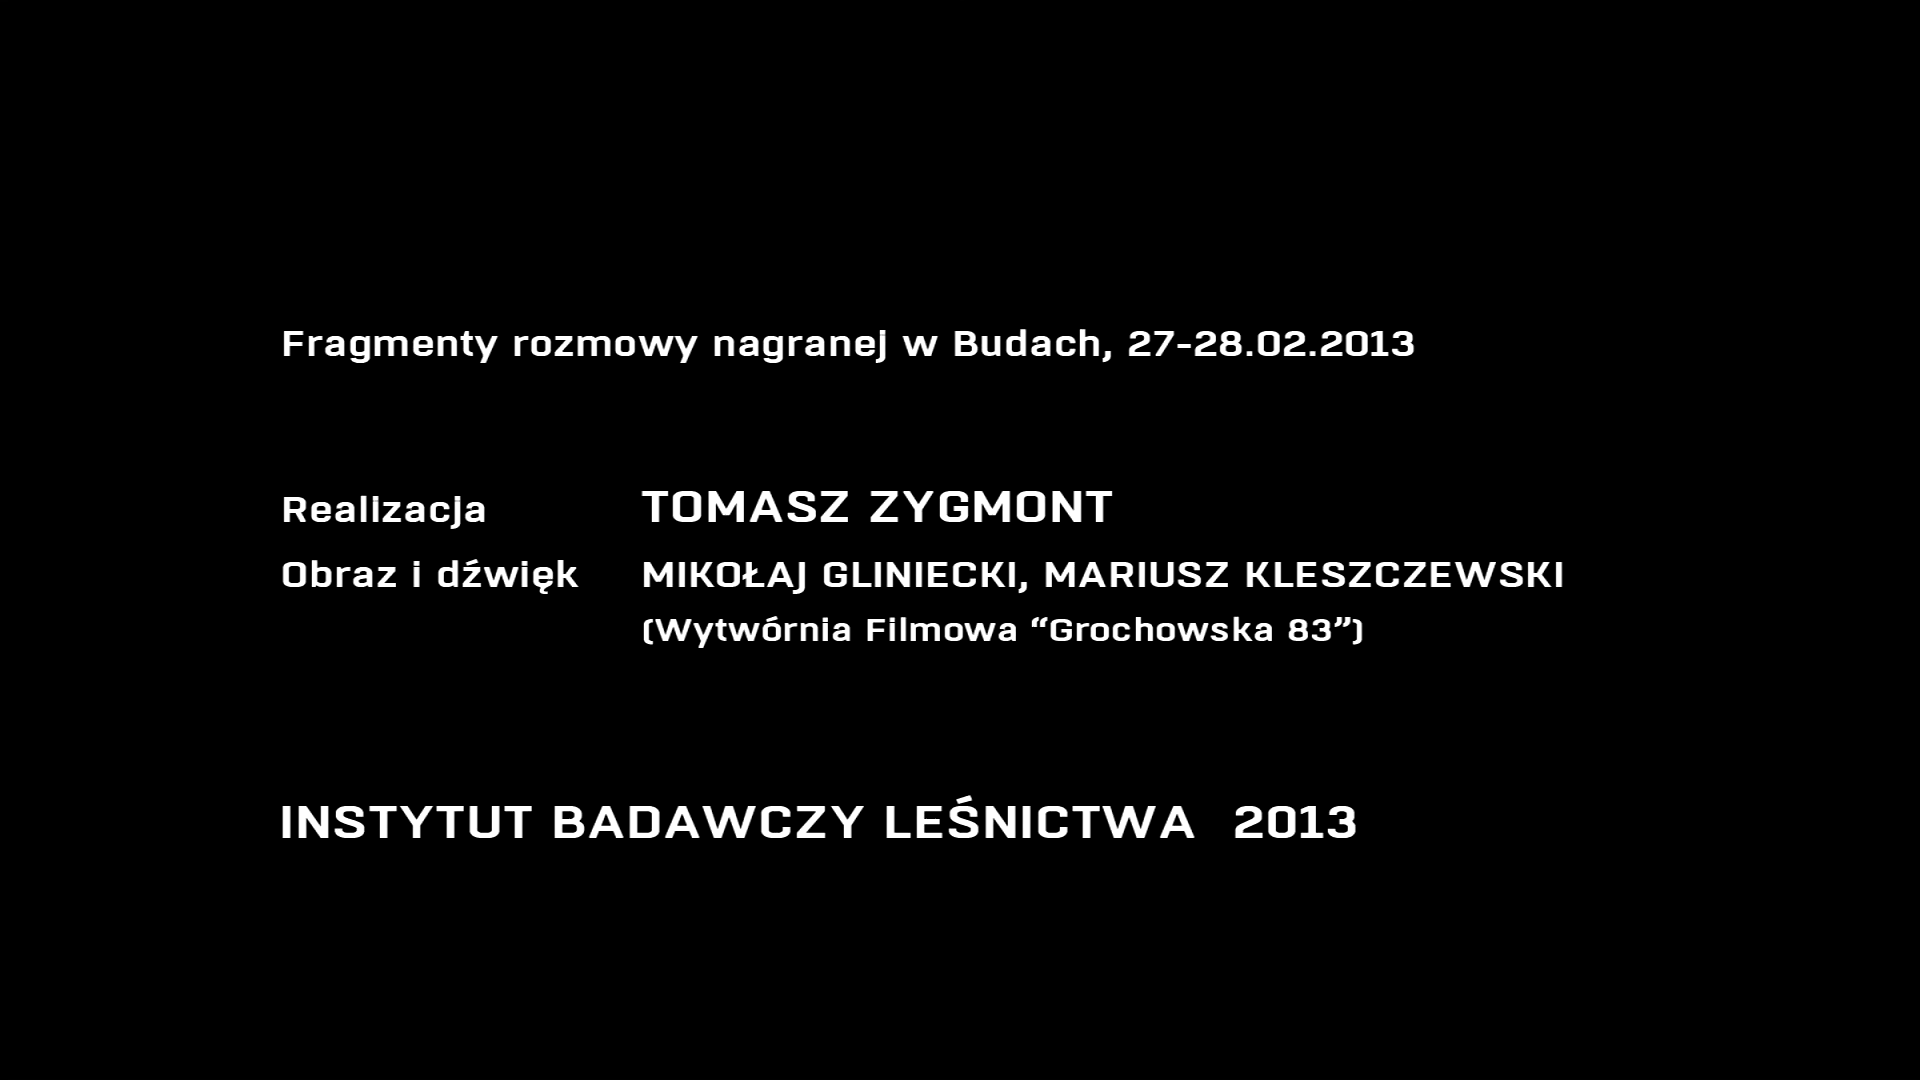 Fragmenty rozmowy nagranej w Budach, 27-28.02.2013
Realizacja TOMASZ ZYGMONT
Obraz i dźwięk MIKOŁAJ GLINIECKI, MARIUSZ KLESZCZEWSKI
(Wytwórnia Filmowa “Grochowska 83”)
INSTYTUT BADAWCZY LEŚNICTWA 2013